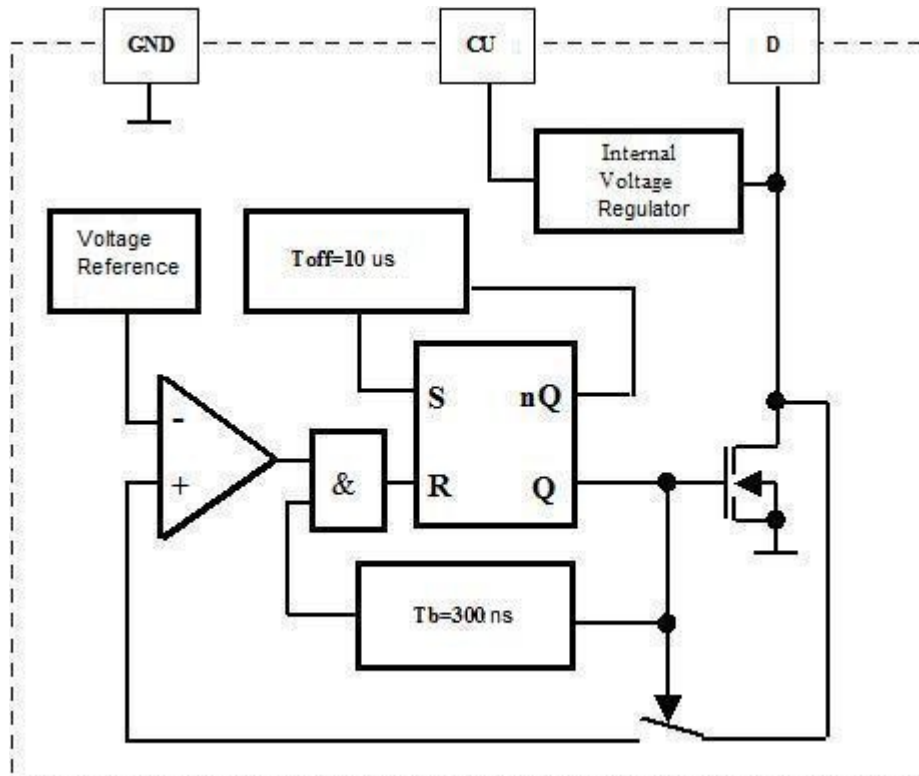 GND
CU
D
Internal
Voltage
Regulator
Voltage
Reference
Toff=10 us
S
nQ
-
+
&
R
Q
Tb=300 ns